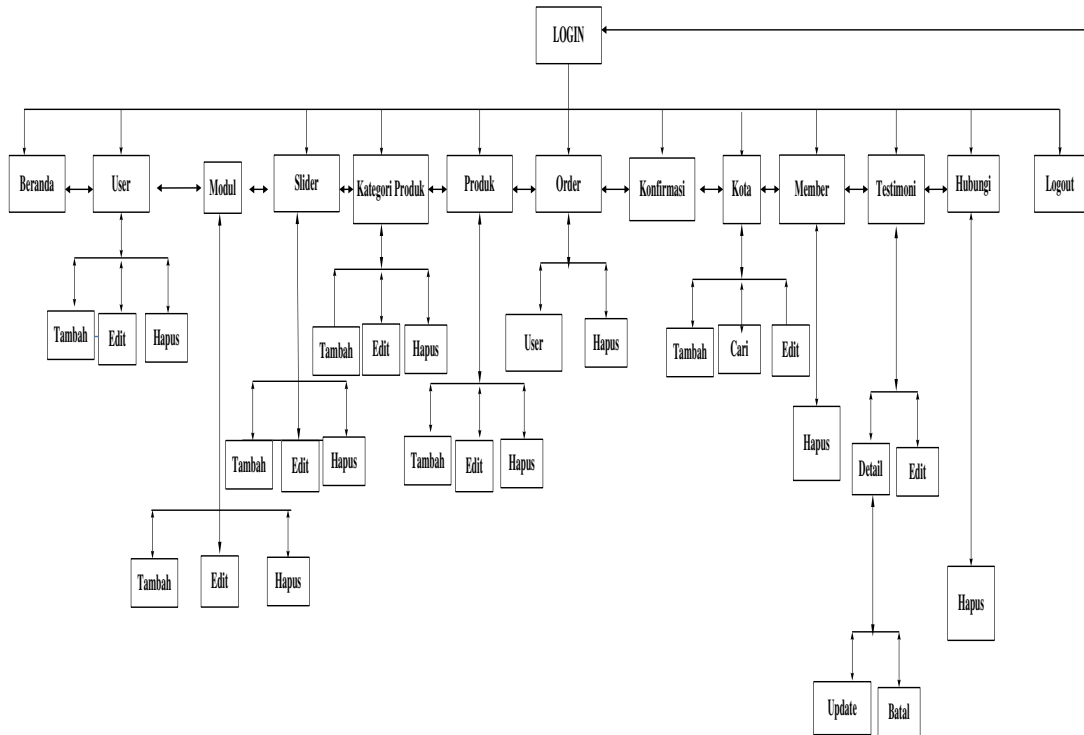 LOGIN
Beranda
User
Modul
Slider
Kategori Produk
Produk
Order
Konfirmasi
Kota
Member
Testimoni
Hubungi
Logout
Tambah
Edit
Hapus
Tambah
Edit
Hapus
User
Hapus
Tambah
Cari
Edit
Tambah
Edit
Hapus
Tambah
Edit
Hapus
Hapus
Detail
Edit
Tambah
Edit
Hapus
Hapus
Update
Batal